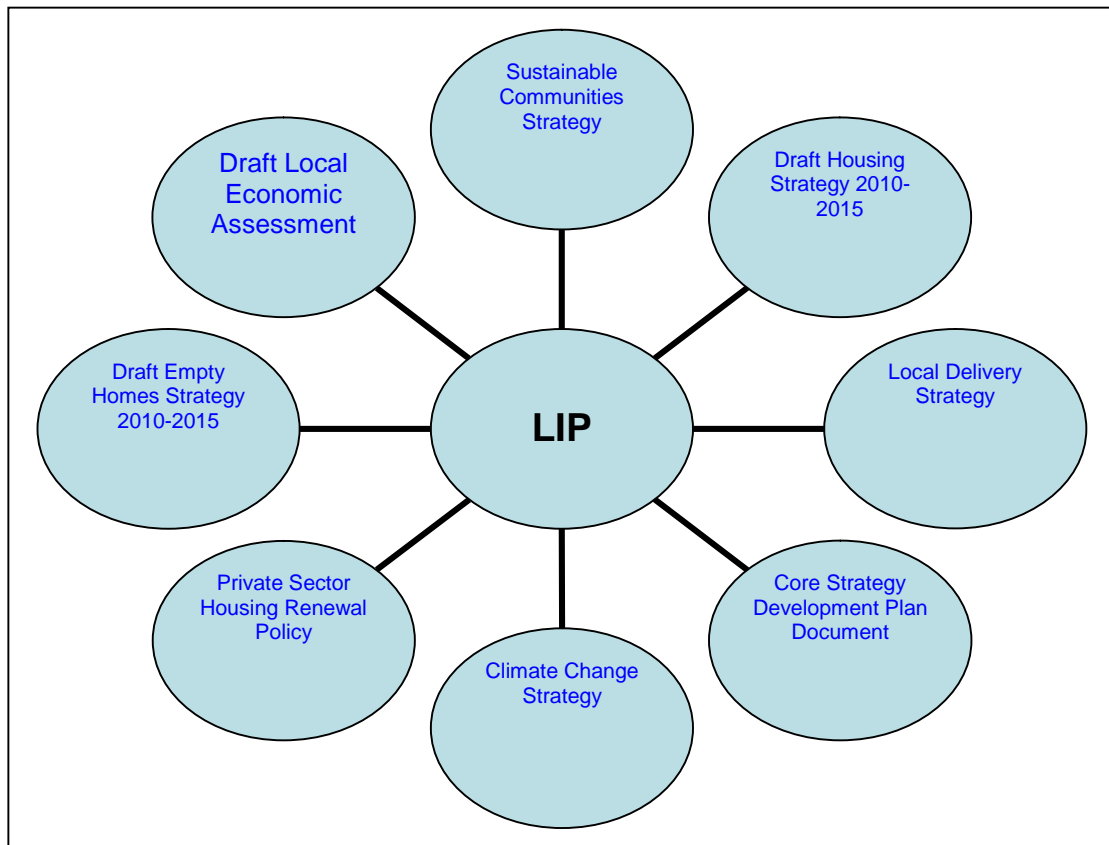 Sustainable
Communities
Strategy
Draft Local
Economic
Assessment
Draft Housing
Strategy 2010-
2015
Draft Empty
Homes Strategy
2010-2015
LIP
Local Delivery
Strategy
Private Sector
Housing Renewal
Policy
Climate Change
Strategy
Core Strategy
Development Plan
Document